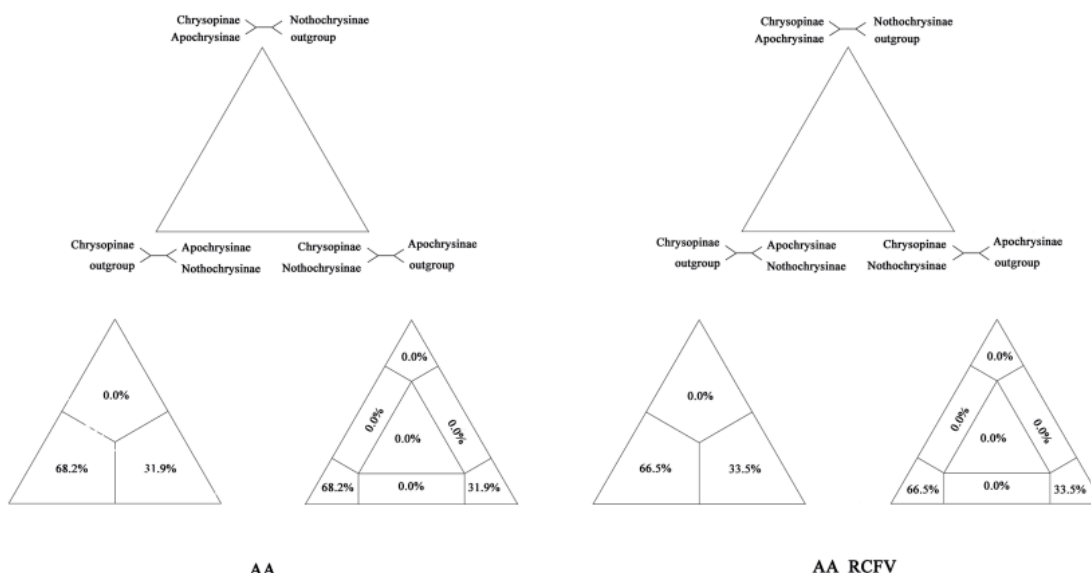 Chrysopinae Nothochrysinae
Apochrysinae outgroup
Chrysopinae Apochrysinae
outgroup Nothochrysinae
Chrysopinae Apochrysinae
Nothochrysinae outgroup
0.0%
68.2% 31.9%
0.0%
0.0% 0.0%
0.0%
68.2% 0.0% 31.9%
AA
Chrysopinae Nothochrysinae
Apochrysinae outgroup
Chrysopinae Apochrysinae
outgroup Nothochrysinae
Chrysopinae Apochrysinae
Nothochrysinae outgroup
0.0%
66.5% 33.5%
0.0%
0.0% 0.0%
0.0%
66.5% 0.0% 33.5%
AA RCFV